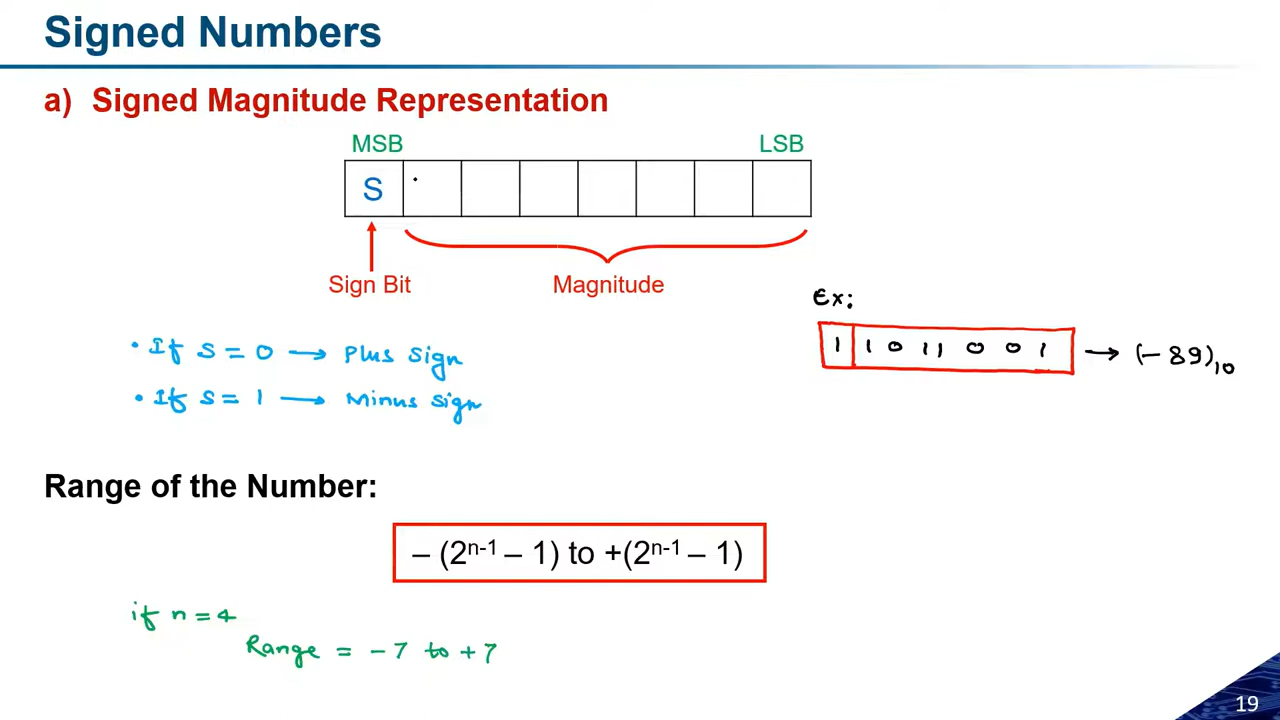 Signed Numbers
a) Signed Magnitude Representation
MSB LSB
S
Sign Bit Magnitude
Ex:
1 1 0 1 1 0 0 1 → (- 89)10
• If S = 0 → Plus sign
• If S = 1 → Minus sign
Range of the Number:
– (2^n-1 – 1) to +(2^n-1 – 1)
if n = 4
Range = - 7 to + 7
19